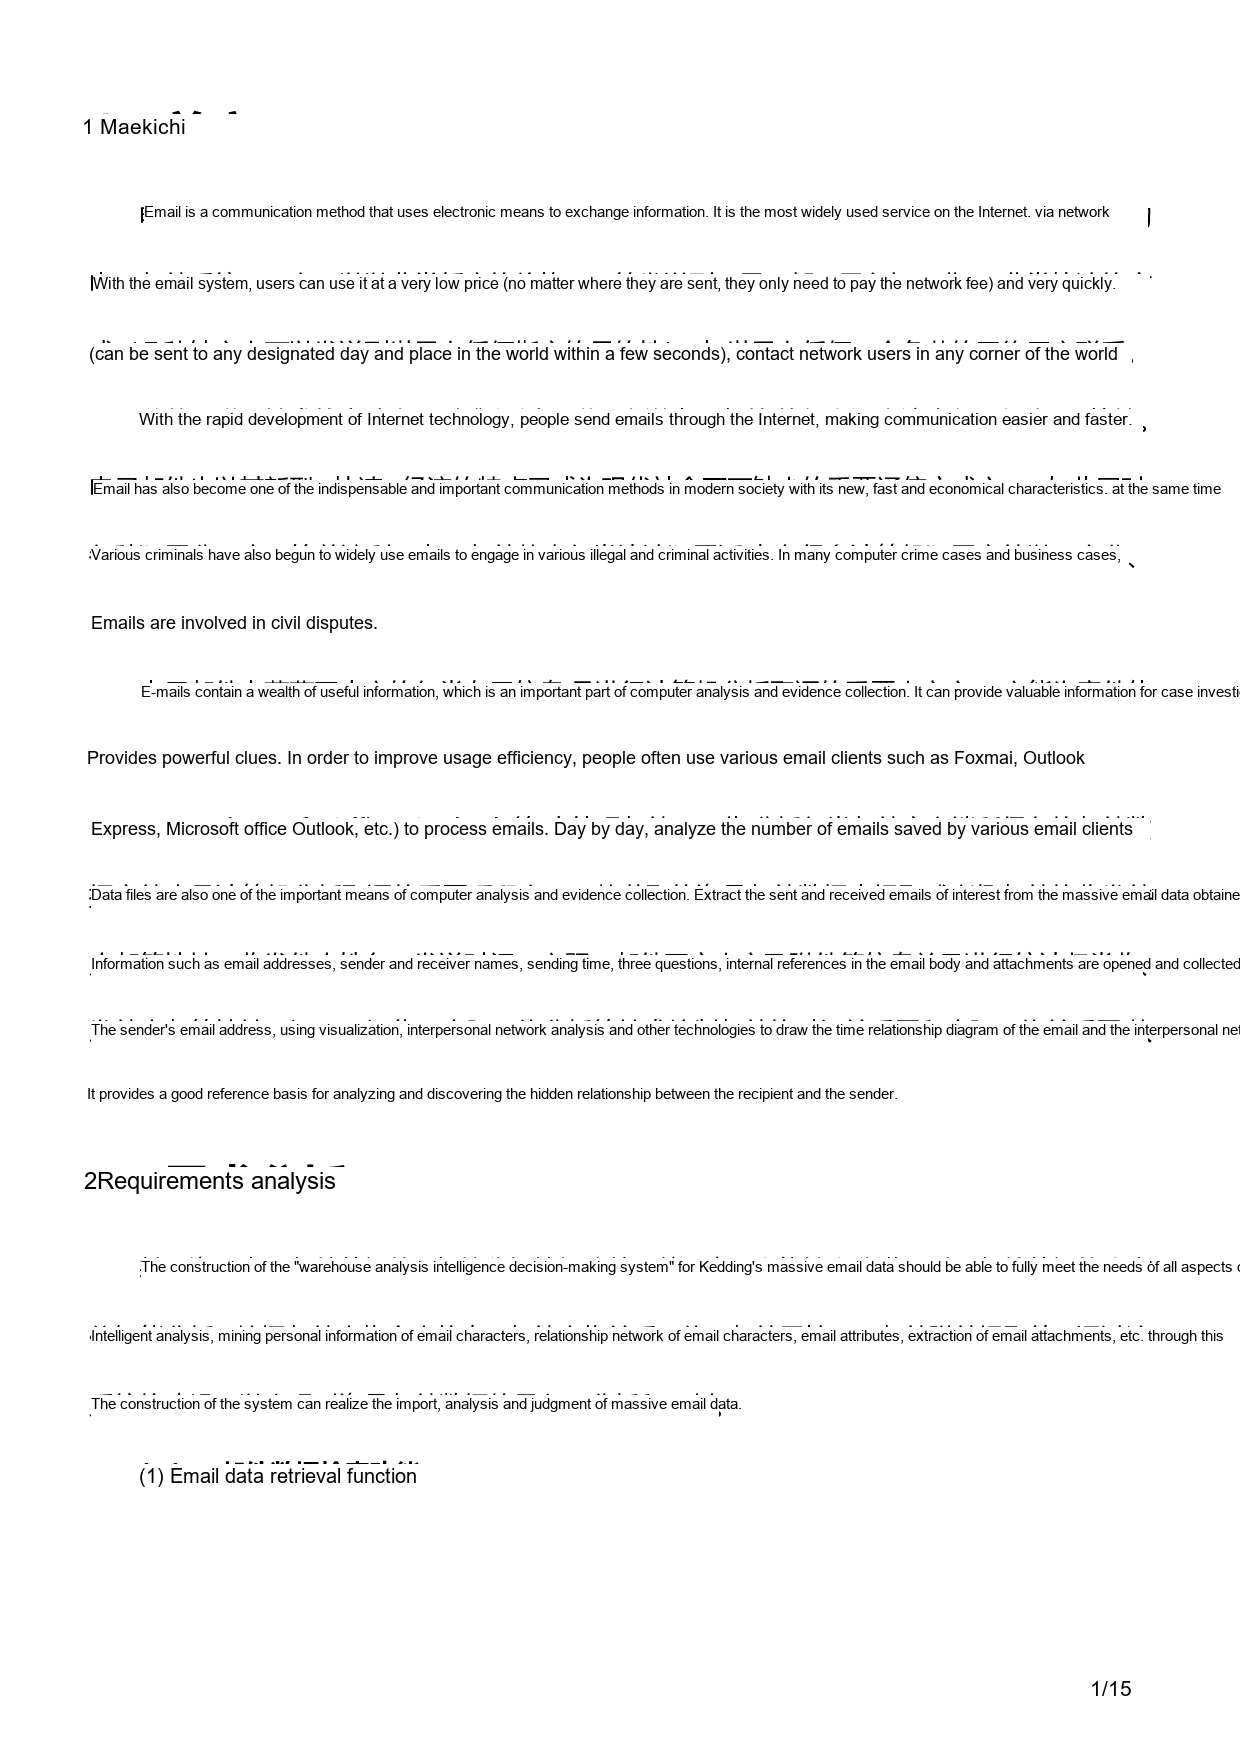 1 Maekichi
Email is a communication method that uses electronic means to exchange information. It is the most widely used service on the Internet. via network
With the email system, users can use it at a very low price (no matter where they are sent, they only need to pay the network fee) and very quickly.
(can be sent to any designated day and place in the world within a few seconds), contact network users in any corner of the world
With the rapid development of Internet technology, people send emails through the Internet, making communication easier and faster.
Email has also become one of the indispensable and important communication methods in modern society with its new, fast and economical characteristics. at the same time
Various criminals have also begun to widely use emails to engage in various illegal and criminal activities. In many computer crime cases and business cases,
Emails are involved in civil disputes.
E-mails contain a wealth of useful information, which is an important part of computer analysis and evidence collection. It can provide valuable information for case investi
Provides powerful clues. In order to improve usage efficiency, people often use various email clients such as Foxmai, Outlook
Express, Microsoft office Outlook, etc.) to process emails. Day by day, analyze the number of emails saved by various email clients
Data files are also one of the important means of computer analysis and evidence collection. Extract the sent and received emails of interest from the massive email data obtaine
Information such as email addresses, sender and receiver names, sending time, three questions, internal references in the email body and attachments are opened and collected
The sender's email address, using visualization, interpersonal network analysis and other technologies to draw the time relationship diagram of the email and the interpersonal net
It provides a good reference basis for analyzing and discovering the hidden relationship between the recipient and the sender.
2Requirements analysis
The construction of the "warehouse analysis intelligence decision-making system" for Kedding's massive email data should be able to fully meet the needs of all aspects
Intelligent analysis, mining personal information of email characters, relationship network of email characters, email attributes, extraction of email attachments, etc. through this
The construction of the system can realize the import, analysis and judgment of massive email data.
(1) Email data retrieval function
1/15